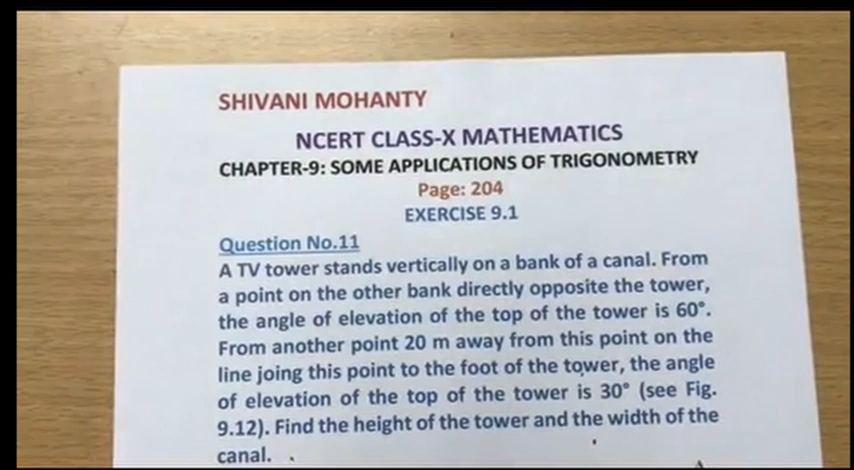 SHIVANI MOHANTY
NCERT CLASS-X MATHEMATICS
CHAPTER-9: SOME APPLICATIONS OF TRIGONOMETRY
Page: 204
EXERCISE 9.1
Question No.11
A TV tower stands vertically on a bank of a canal. From
a point on the other bank directly opposite the tower,
the angle of elevation of the top of the tower is 60°.
From another point 20 m away from this point on the
line joing this point to the foot of the tower, the angle
of elevation of the top of the tower is 30° (see Fig.
9.12). Find the height of the tower and the width of the
canal.